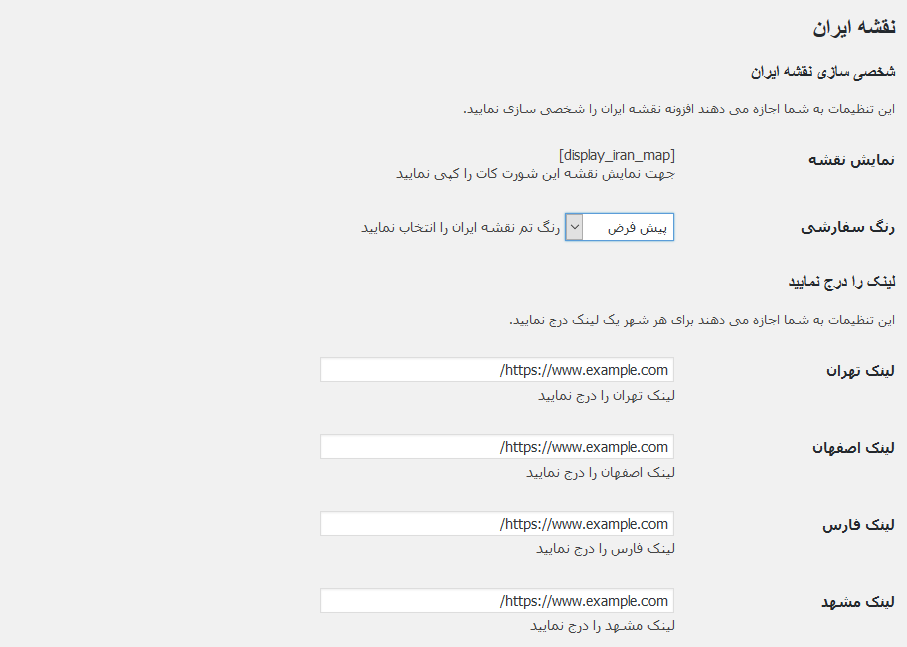 نقشه ایران
شخصی سازی نقشه ایران
این تنظیمات به شما اجازه می دهند افزونه نقشه ایران را شخصی سازی نمایید.
نمایش نقشه
[display_iran_map]
جهت نمایش نقشه این شورت کات را کپی نمایید
رنگ سفارشی
پیش فرض
رنگ تم نقشه ایران را انتخاب نمایید
لینک را درج نمایید
این تنظیمات به شما اجازه می دهند برای هر شهر یک لینک درج نمایید.
لینک تهران
/https://www.example.com
لینک تهران را درج نمایید
لینک اصفهان
/https://www.example.com
لینک اصفهان را درج نمایید
لینک فارس
/https://www.example.com
لینک فارس را درج نمایید
لینک مشهد
/https://www.example.com
لینک مشهد را درج نمایید